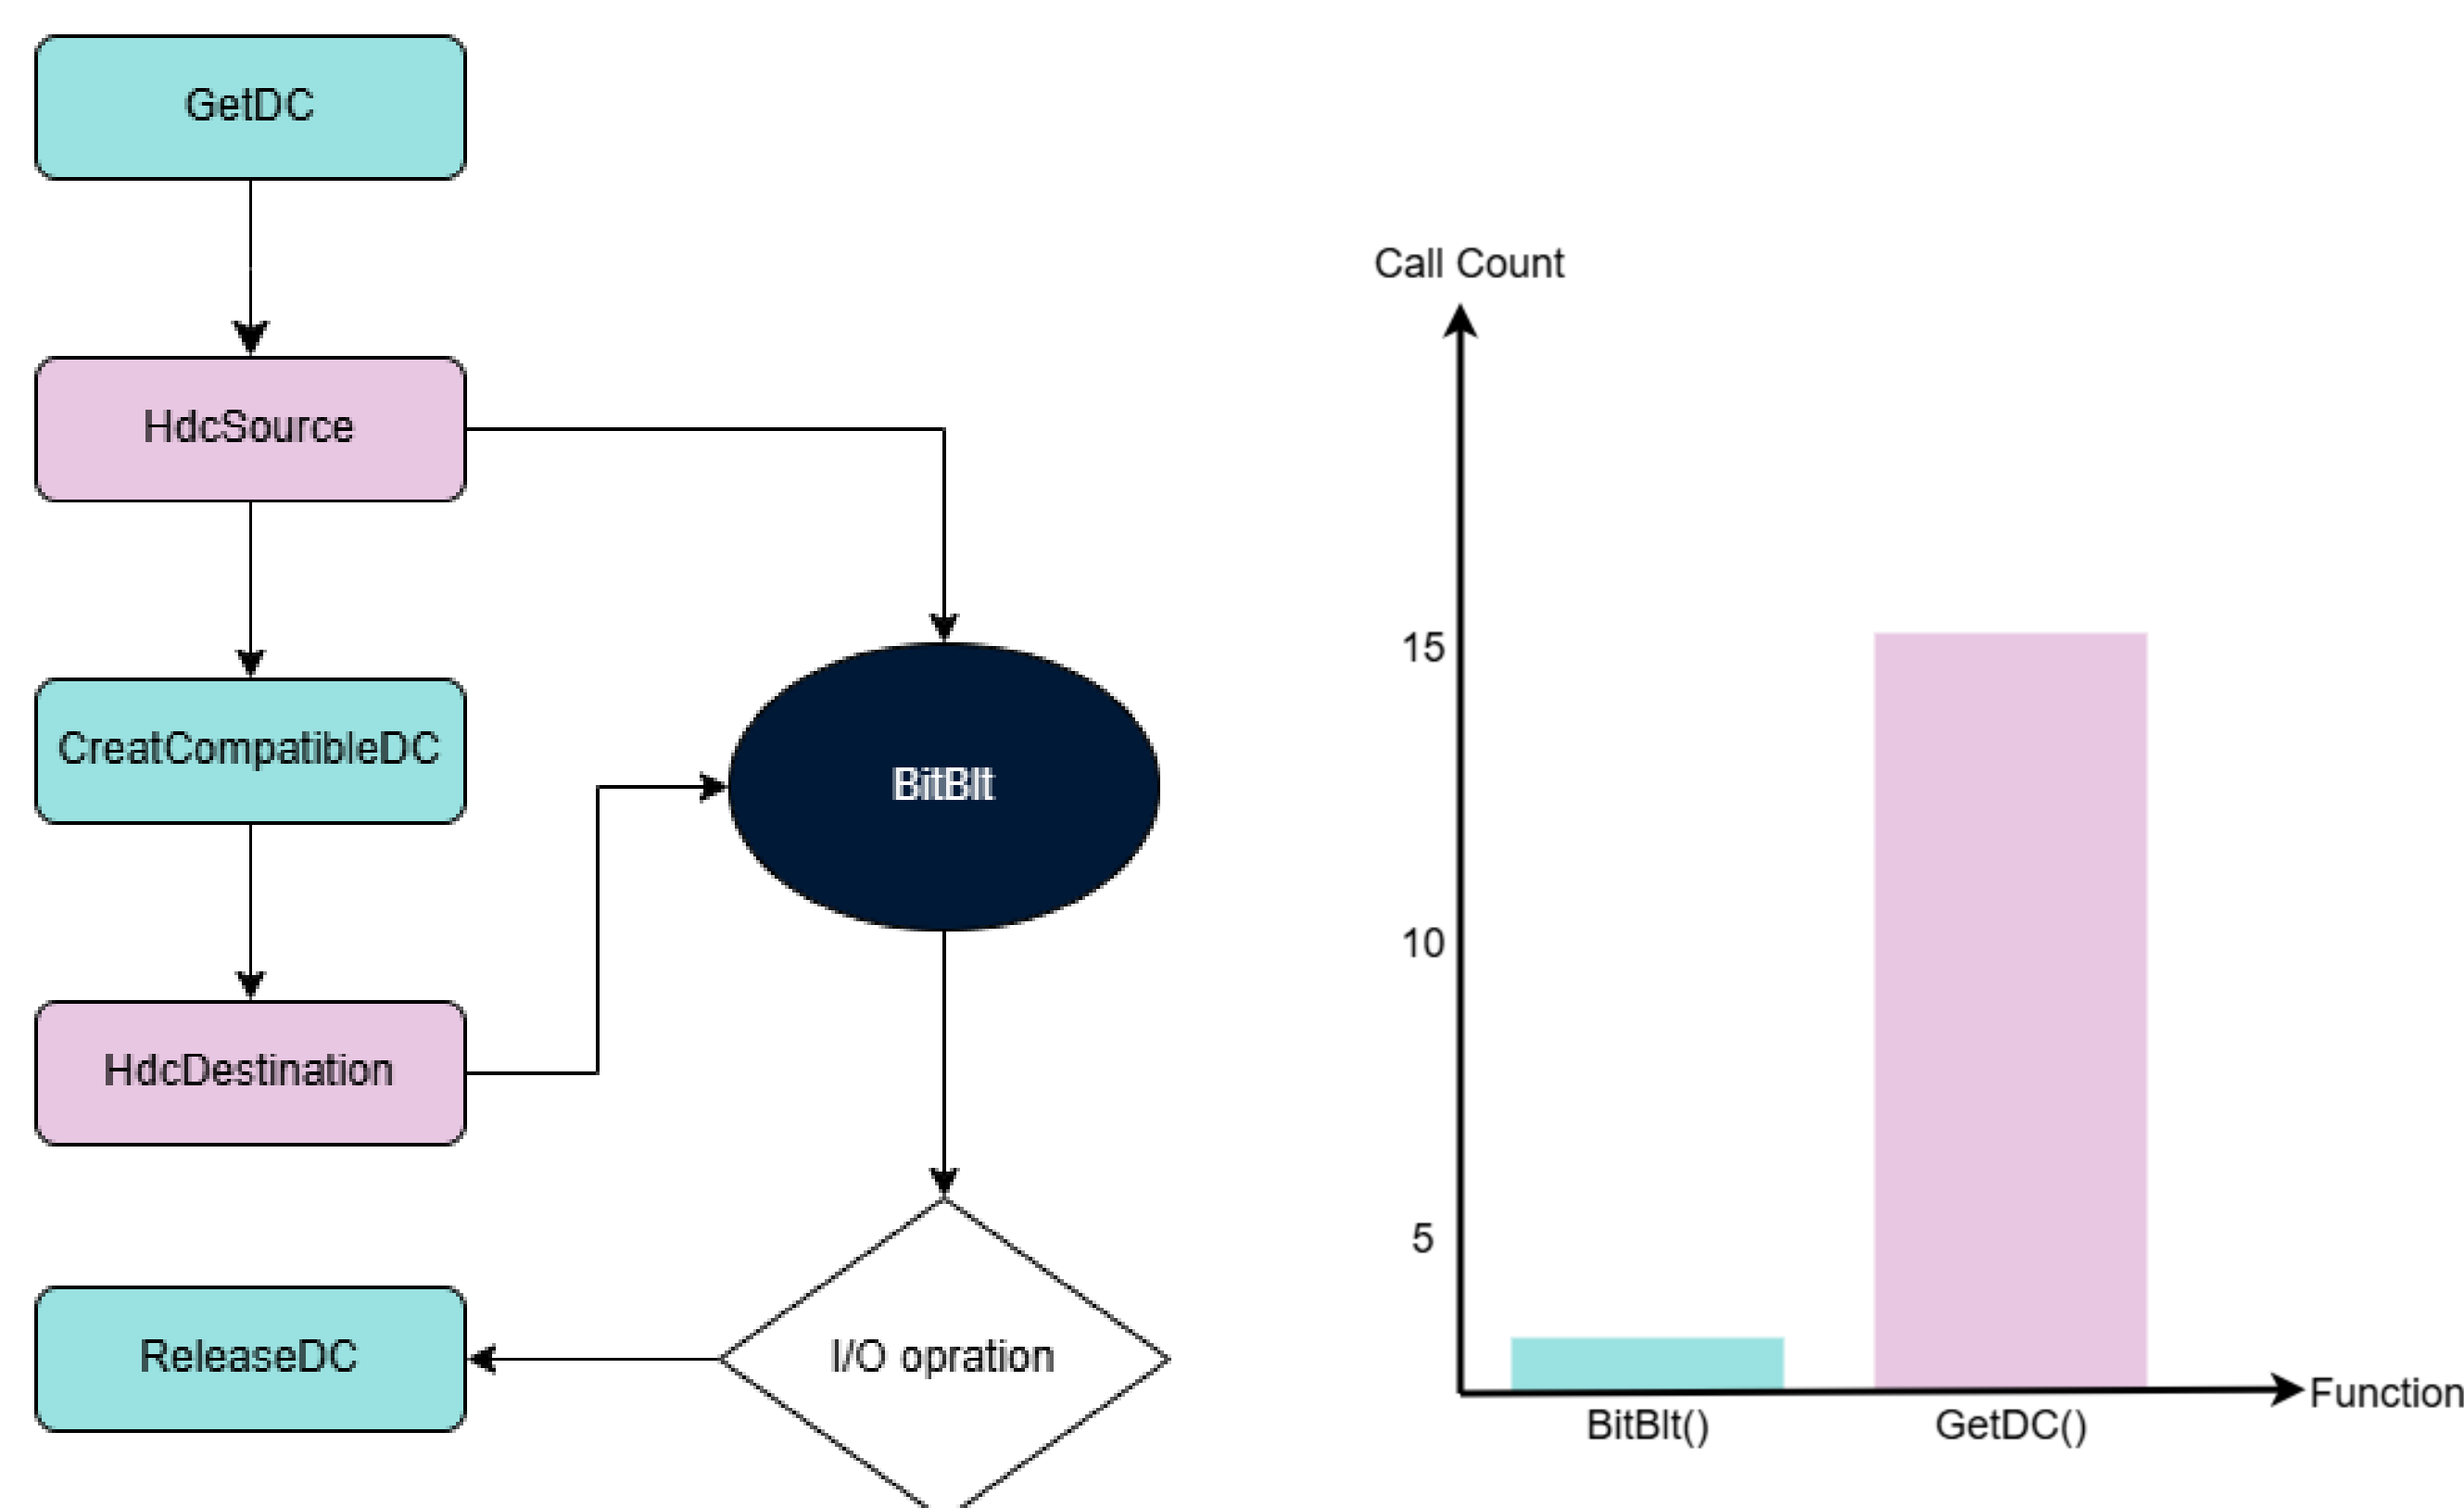 GetDC
HdcSource
CreatCompatibleDC
BitBlt
HdcDestination
ReleaseDC
I/O opration
Call Count
15
10
5
BitBlt()
GetDC()
Function